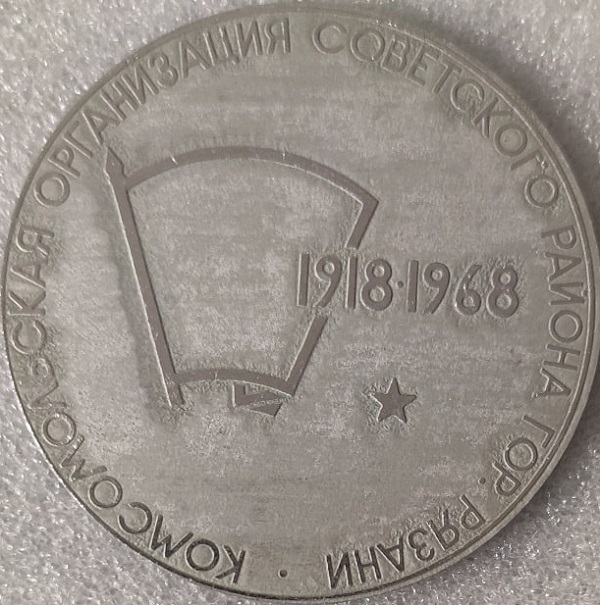 КОМСОМОЛЬСКАЯ ОРГАНИЗАЦИЯ СОВЕТСКОГО РАЙОНА ГОР. РЯЗАНИ ·
1918·1968